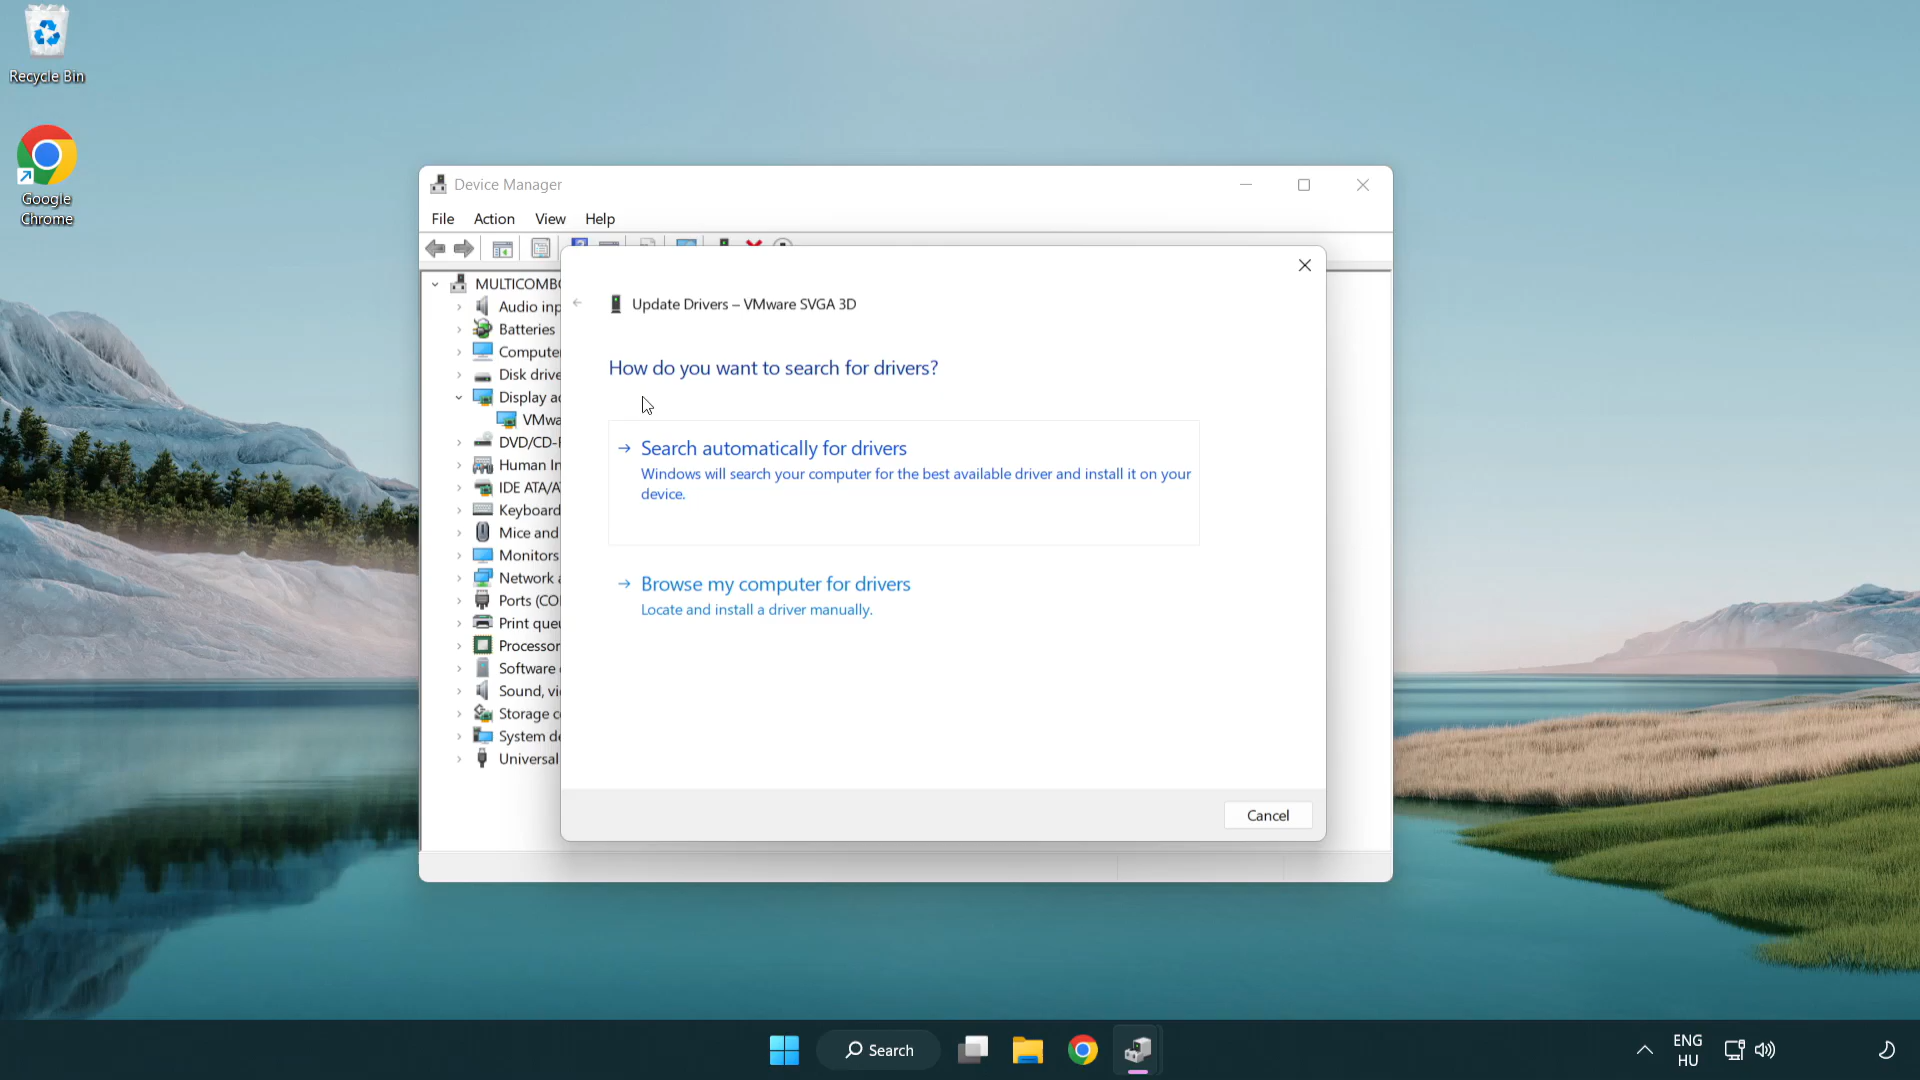 Recycle Bin
Google
Chrome
Device Manager
File Action View Help
MULTICOMBO
Audio inp
Batteries
Compute
Disk drive
Display a
VMwa
DVD/CD-
Human In
IDE ATA/A
Keyboard
Mice and
Monitors
Network a
Ports (CO
Print que
Processor
Software
Sound, vi
Storage c
System de
Universal
Update Drivers – VMware SVGA 3D
How do you want to search for drivers?
Search automatically for drivers
Windows will search your computer for the best available driver and install it on your
device.
Browse my computer for drivers
Locate and install a driver manually.
Cancel
Search
ENG
HU